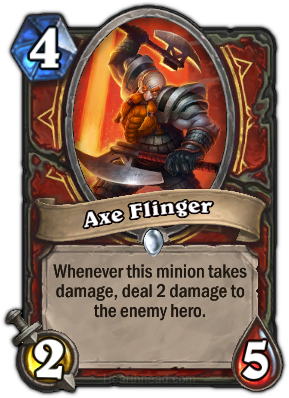 4
Axe Flinger
Whenever this minion takes
damage, deal 2 damage to
the enemy hero.
2
5